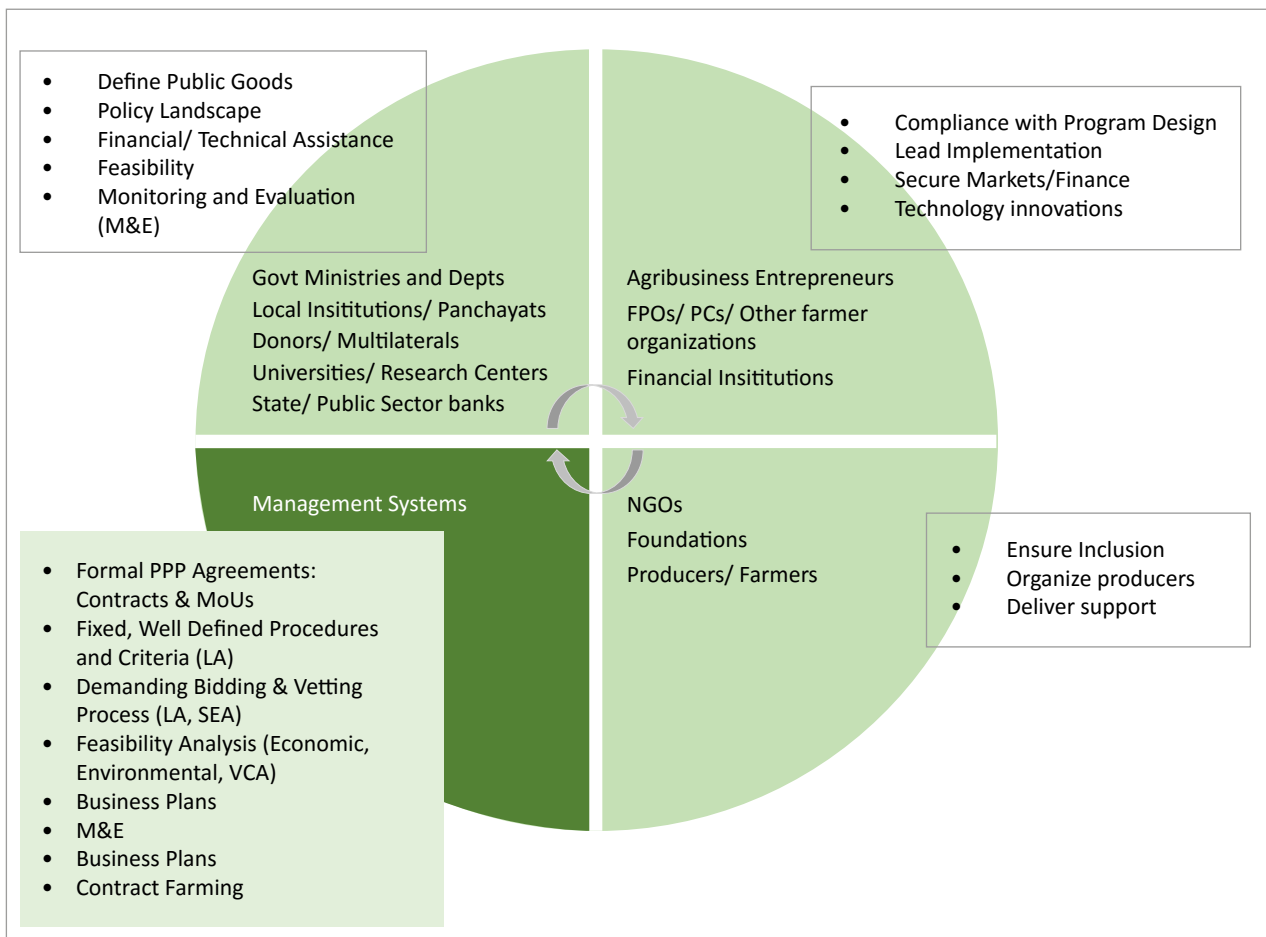 • Define Public Goods
• Policy Landscape
• Financial/ Technical Assistance
• Feasibility
• Monitoring and Evaluation
(M&E)
Govt Ministries and Depts
Local Insititutions/ Panchayats
Donors/ Multilaterals
Universities/ Research Centers
State/ Public Sector banks
• Compliance with Program Design
• Lead Implementation
• Secure Markets/Finance
• Technology innovations
Agribusiness Entrepreneurs
FPOs/ PCs/ Other farmer
organizations
Financial Insititutions
Management Systems
• Formal PPP Agreements:
Contracts & MoUs
• Fixed, Well Defined Procedures
and Criteria (LA)
• Demanding Bidding & Vetting
Process (LA, SEA)
• Feasibility Analysis (Economic,
Environmental, VCA)
• Business Plans
• M&E
• Business Plans
• Contract Farming
NGOs
Foundations
Producers/ Farmers
• Ensure Inclusion
• Organize producers
• Deliver support